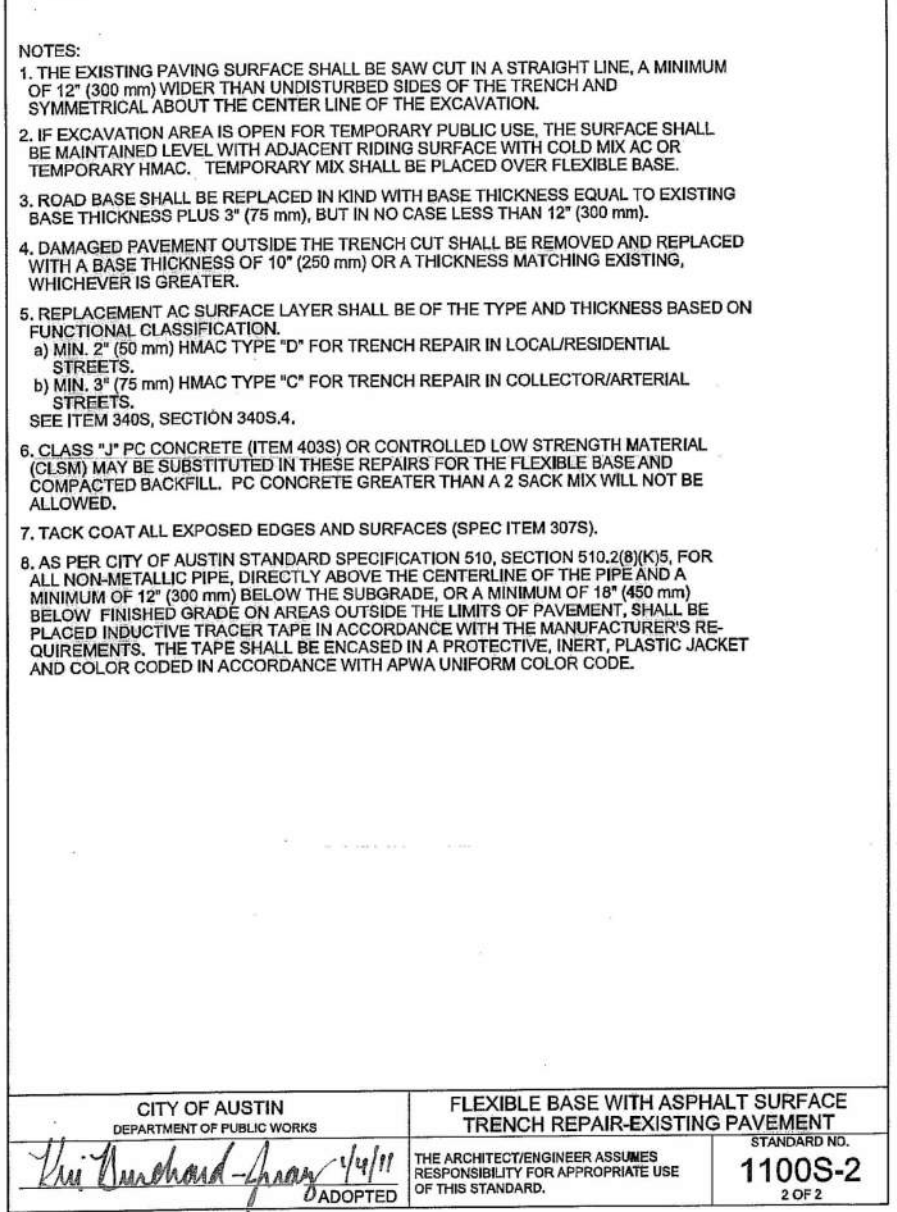 NOTES:
1. THE EXISTING PAVING SURFACE SHALL BE SAW CUT IN A STRAIGHT LINE, A MINIMUM
OF 12" (300 mm) WIDER THAN UNDISTURBED SIDES OF THE TRENCH AND
SYMMETRICAL ABOUT THE CENTER LINE OF THE EXCAVATION.
2. IF EXCAVATION AREA IS OPEN FOR TEMPORARY PUBLIC USE, THE SURFACE SHALL
BE MAINTAINED LEVEL WITH ADJACENT RIDING SURFACE WITH COLD MIX AC OR
TEMPORARY HMAC. TEMPORARY MIX SHALL BE PLACED OVER FLEXIBLE BASE.
3. ROAD BASE SHALL BE REPLACED IN KIND WITH BASE THICKNESS EQUAL TO EXISTING
BASE THICKNESS PLUS 3" (75 mm), BUT IN NO CASE LESS THAN 12" (300 mm).
4. DAMAGED PAVEMENT OUTSIDE THE TRENCH CUT SHALL BE REMOVED AND REPLACED
WITH A BASE THICKNESS OF 10" (250 mm) OR A THICKNESS MATCHING EXISTING,
WHICHEVER IS GREATER.
5. REPLACEMENT AC SURFACE LAYER SHALL BE OF THE TYPE AND THICKNESS BASED ON
FUNCTIONAL CLASSIFICATION.
a) MIN. 2" (50 mm) HMAC TYPE "D" FOR TRENCH REPAIR IN LOCAL/RESIDENTIAL
STREETS.
b) MIN. 3" (75 mm) HMAC TYPE "C" FOR TRENCH REPAIR IN COLLECTOR/ARTERIAL
STREETS.
SEE ITEM 340S, SECTION 340S.4.
6. CLASS "J" PC CONCRETE (ITEM 403S) OR CONTROLLED LOW STRENGTH MATERIAL
(CLSM) MAY BE SUBSTITUTED IN THESE REPAIRS FOR THE FLEXIBLE BASE AND
COMPACTED BACKFILL. PC CONCRETE GREATER THAN A 2 SACK MIX WILL NOT BE
ALLOWED.
7. TACK COAT ALL EXPOSED EDGES AND SURFACES (SPEC ITEM 307S).
8. AS PER CITY OF AUSTIN STANDARD SPECIFICATION 510, SECTION 510.2(8)(K)5, FOR
ALL NON-METALLIC PIPE, DIRECTLY ABOVE THE CENTERLINE OF THE PIPE AND A
MINIMUM OF 12" (300 mm) BELOW THE SUBGRADE, OR A MINIMUM OF 18" (450 mm)
BELOW FINISHED GRADE ON AREAS OUTSIDE THE LIMITS OF PAVEMENT, SHALL BE
PLACED INDUCTIVE TRACER TAPE IN ACCORDANCE WITH THE MANUFACTURER'S RE-
QUIREMENTS. THE TAPE SHALL BE ENCASED IN A PROTECTIVE, INERT, PLASTIC JACKET
AND COLOR CODED IN ACCORDANCE WITH APWA UNIFORM COLOR CODE.
CITY OF AUSTIN
DEPARTMENT OF PUBLIC WORKS
1/4/11
ADOPTED
FLEXIBLE BASE WITH ASPHALT SURFACE
TRENCH REPAIR-EXISTING PAVEMENT
THE ARCHITECT/ENGINEER ASSUMES
RESPONSIBILITY FOR APPROPRIATE USE
OF THIS STANDARD.
STANDARD NO.
1100S-2
2 OF 2